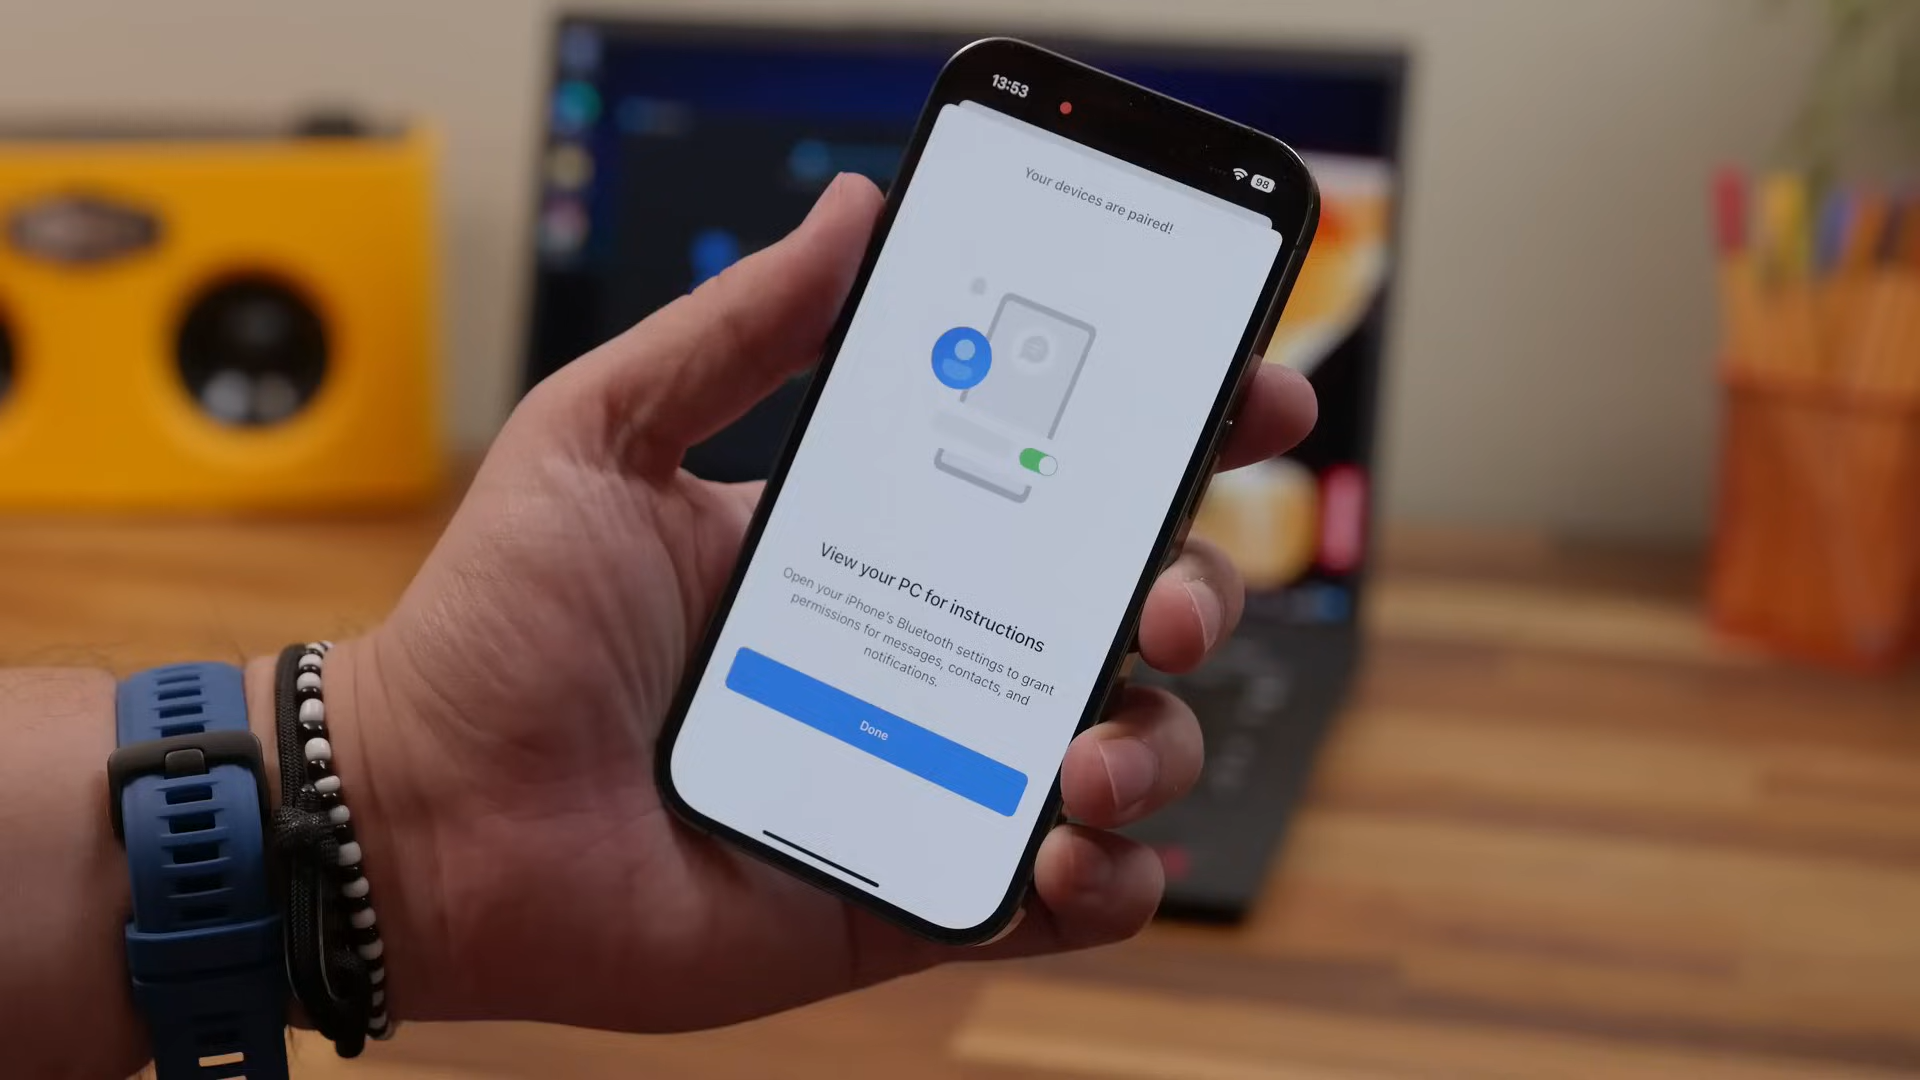 13:53
98
Your devices are paired!
View your PC for instructions
Open your iPhone's Bluetooth settings to grant
permissions for messages, contacts, and
notifications.
Done